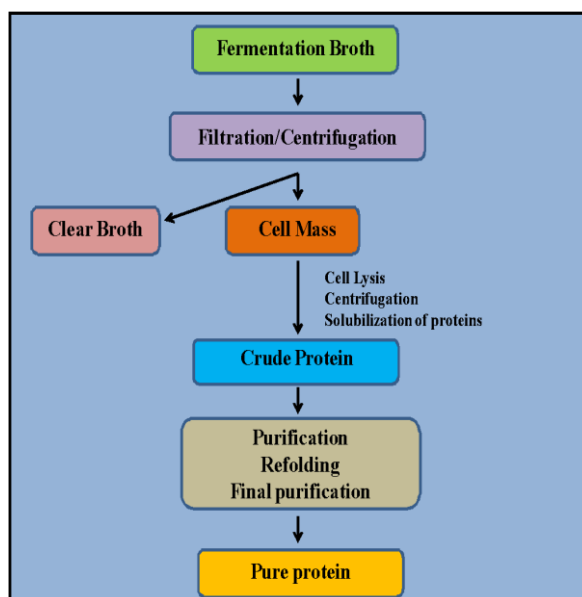 Fermentation Broth
Filtration/Centrifugation
Clear Broth
Cell Mass
Cell Lysis
Centrifugation
Solubilization of proteins
Crude Protein
Purification
Refolding
Final purification
Pure protein